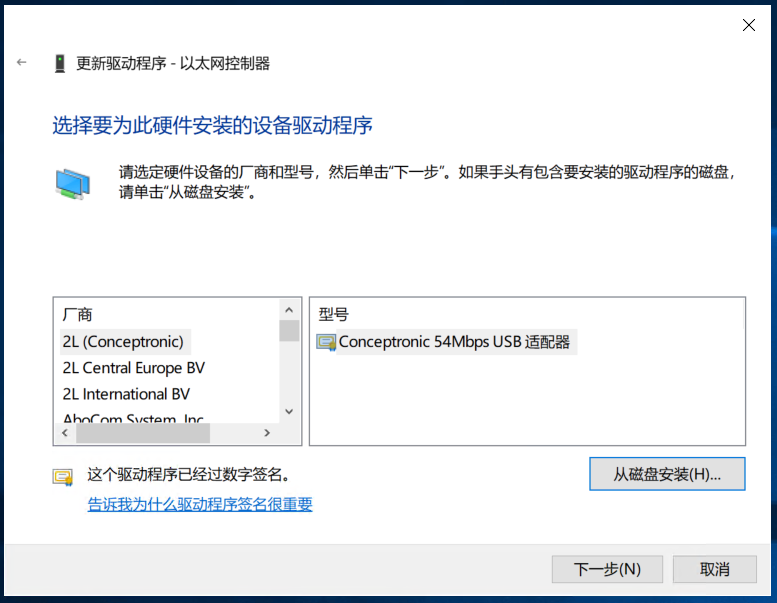 更新驱动程序 - 以太网控制器
选择要为此硬件安装的设备驱动程序
请选定硬件设备的厂商和型号，然后单击“下一步”。如果手头有包含要安装的驱动程序的磁盘，
请单击“从磁盘安装”。
厂商
2L (Conceptronic)
2L Central Europe BV
2L International BV
AboCom System, Inc
型号
Conceptronic 54Mbps USB 适配器
这个驱动程序已经过数字签名。
告诉我为什么驱动程序签名很重要
从磁盘安装(H)...
下一步(N)
取消